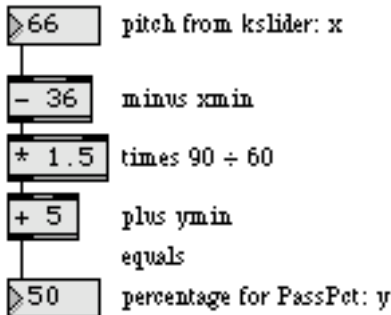 66 pitch from kslider: x
- 36 minus xmin
* 1.5 times 90 ÷ 60
+ 5 plus ymin
equals
50 percentage for PassPct: y